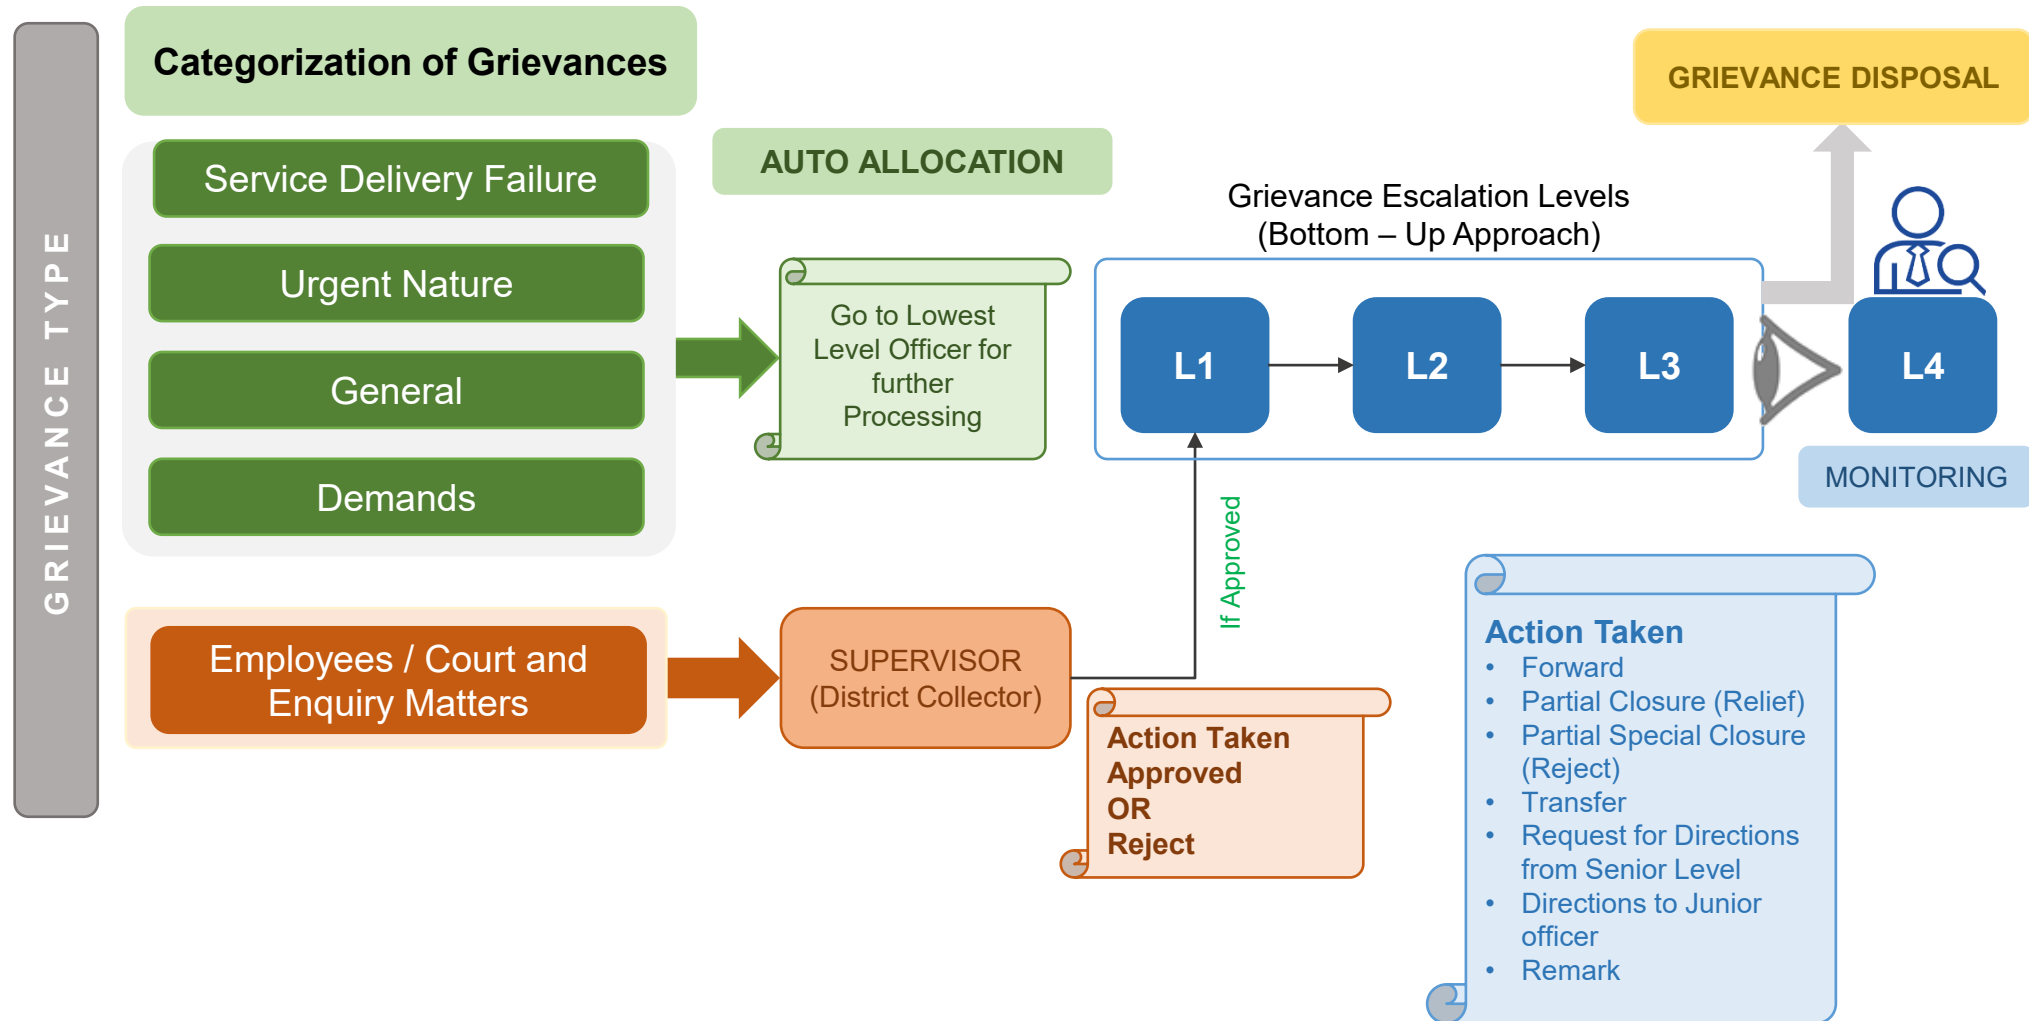 GRIEVANCE TYPE
Categorization of Grievances
Service Delivery Failure
Urgent Nature
General
Demands
Employees / Court and
Enquiry Matters
AUTO ALLOCATION
Go to Lowest
Level Officer for
further
Processing
SUPERVISOR
(District Collector)
If Approved
Action Taken
Approved
OR
Reject
Grievance Escalation Levels
(Bottom – Up Approach)
L1
L2
L3
L4
GRIEVANCE DISPOSAL
MONITORING
Action Taken
• Forward
• Partial Closure (Relief)
• Partial Special Closure
(Reject)
• Transfer
• Request for Directions
from Senior Level
• Directions to Junior
officer
• Remark